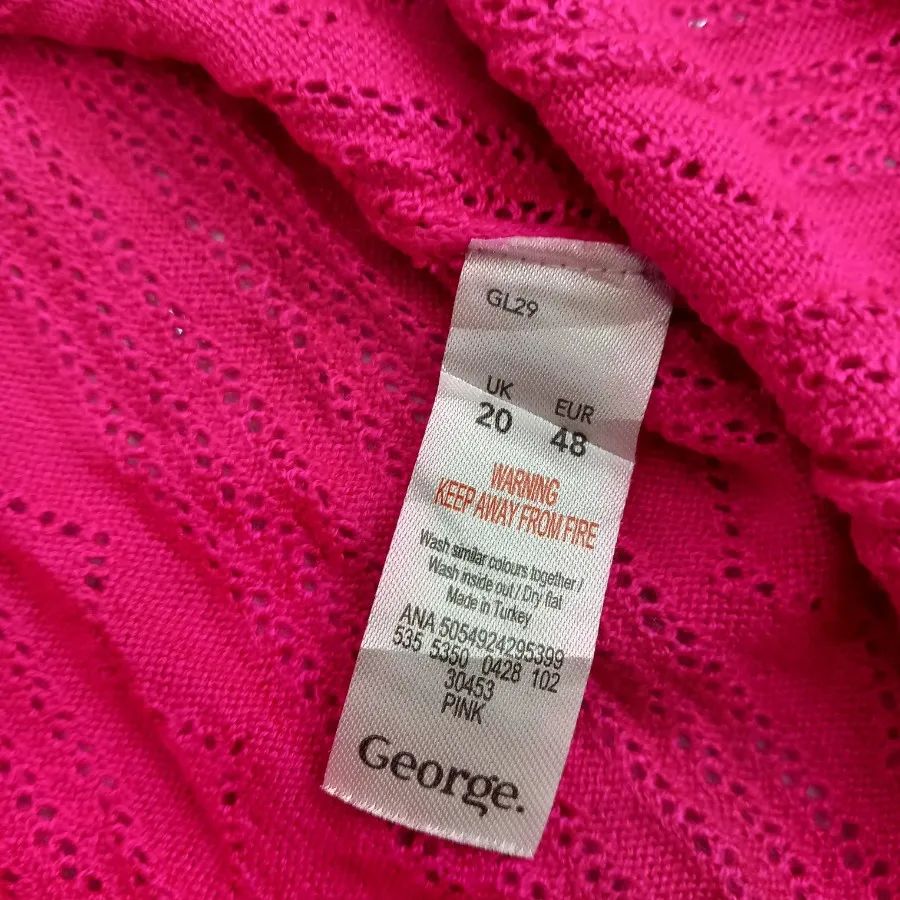 GL29
UK EUR
20 48
WARNING
KEEP AWAY FROM FIRE
Wash similar colours together /
Wash inside out / Dry flat
Made in Turkey
ANA 5054924295399
535 5350 0428 102
30453
PINK
George.